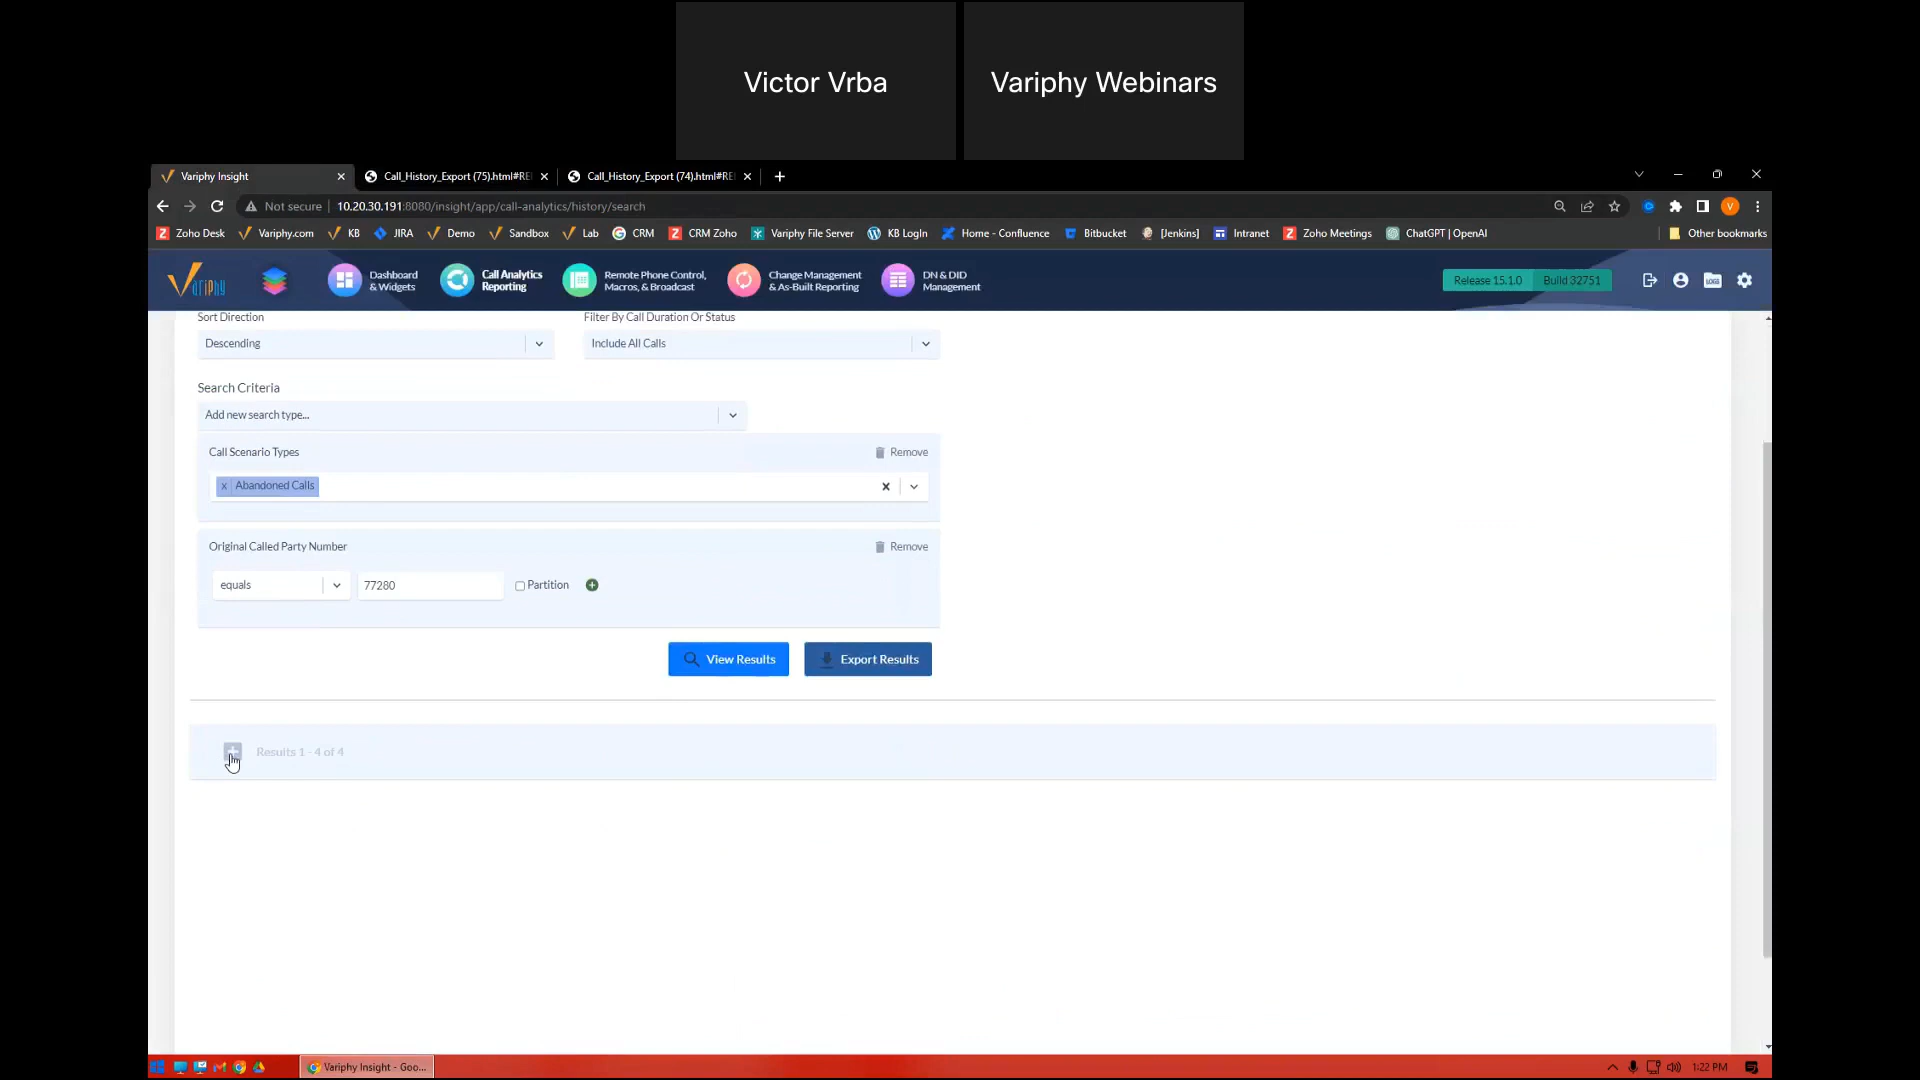 Victor Vrba
Variphy Webinars
Variphy Insight
Call_History_Export (75).html#RE
Call_History_Export (74).html#RE
Not secure
10.20.30.191:8080/insight/app/call-analytics/history/search
Zoho Desk
Variphy.com
KB
JIRA
Demo
Sandbox
Lab
CRM
CRM Zoho
Variphy File Server
KB LogIn
Home - Confluence
Bitbucket
[Jenkins]
Intranet
Zoho Meetings
ChatGPT | OpenAI
Other bookmarks
Variphy
Dashboard
& Widgets
Call Analytics
Reporting
Remote Phone Control,
Macros, & Broadcast
Change Management
& As-Built Reporting
DN & DID
Management
Release 15.1.0
Build 32751
LOGS
Sort Direction
Filter By Call Duration Or Status
Descending
Include All Calls
Search Criteria
Add new search type...
Call Scenario Types
Remove
x Abandoned Calls
Original Called Party Number
Remove
equals
77280
Partition
View Results
Export Results
Results 1 - 4 of 4
Variphy Insight - Goo...
1:22 PM